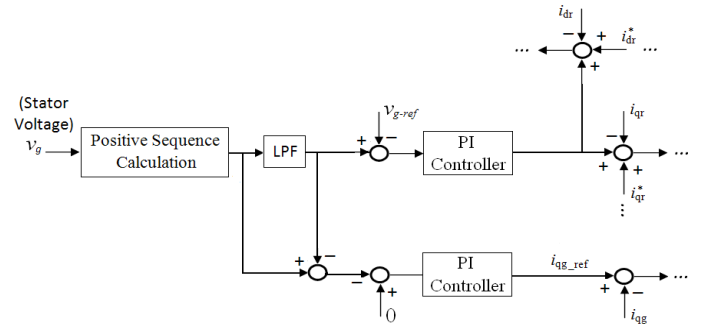 i_dr
− +
i*_dr
... ...
+
(Stator
Voltage)
v_g
Positive Sequence
Calculation
LPF
v_g-ref
+ −
PI
Controller
i_qr
−
+ +
...
i*_qr
⋮
−
+
−
+
0
PI
Controller
i_qg_ref
+ −
...
i_qg